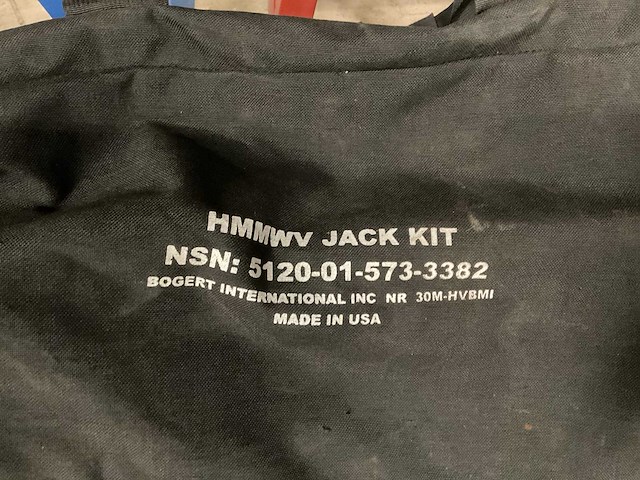 HMMWV JACK KIT
NSN: 5120-01-573-3382
BOGERT INTERNATIONAL INC NR 30M-HVBMI
MADE IN USA